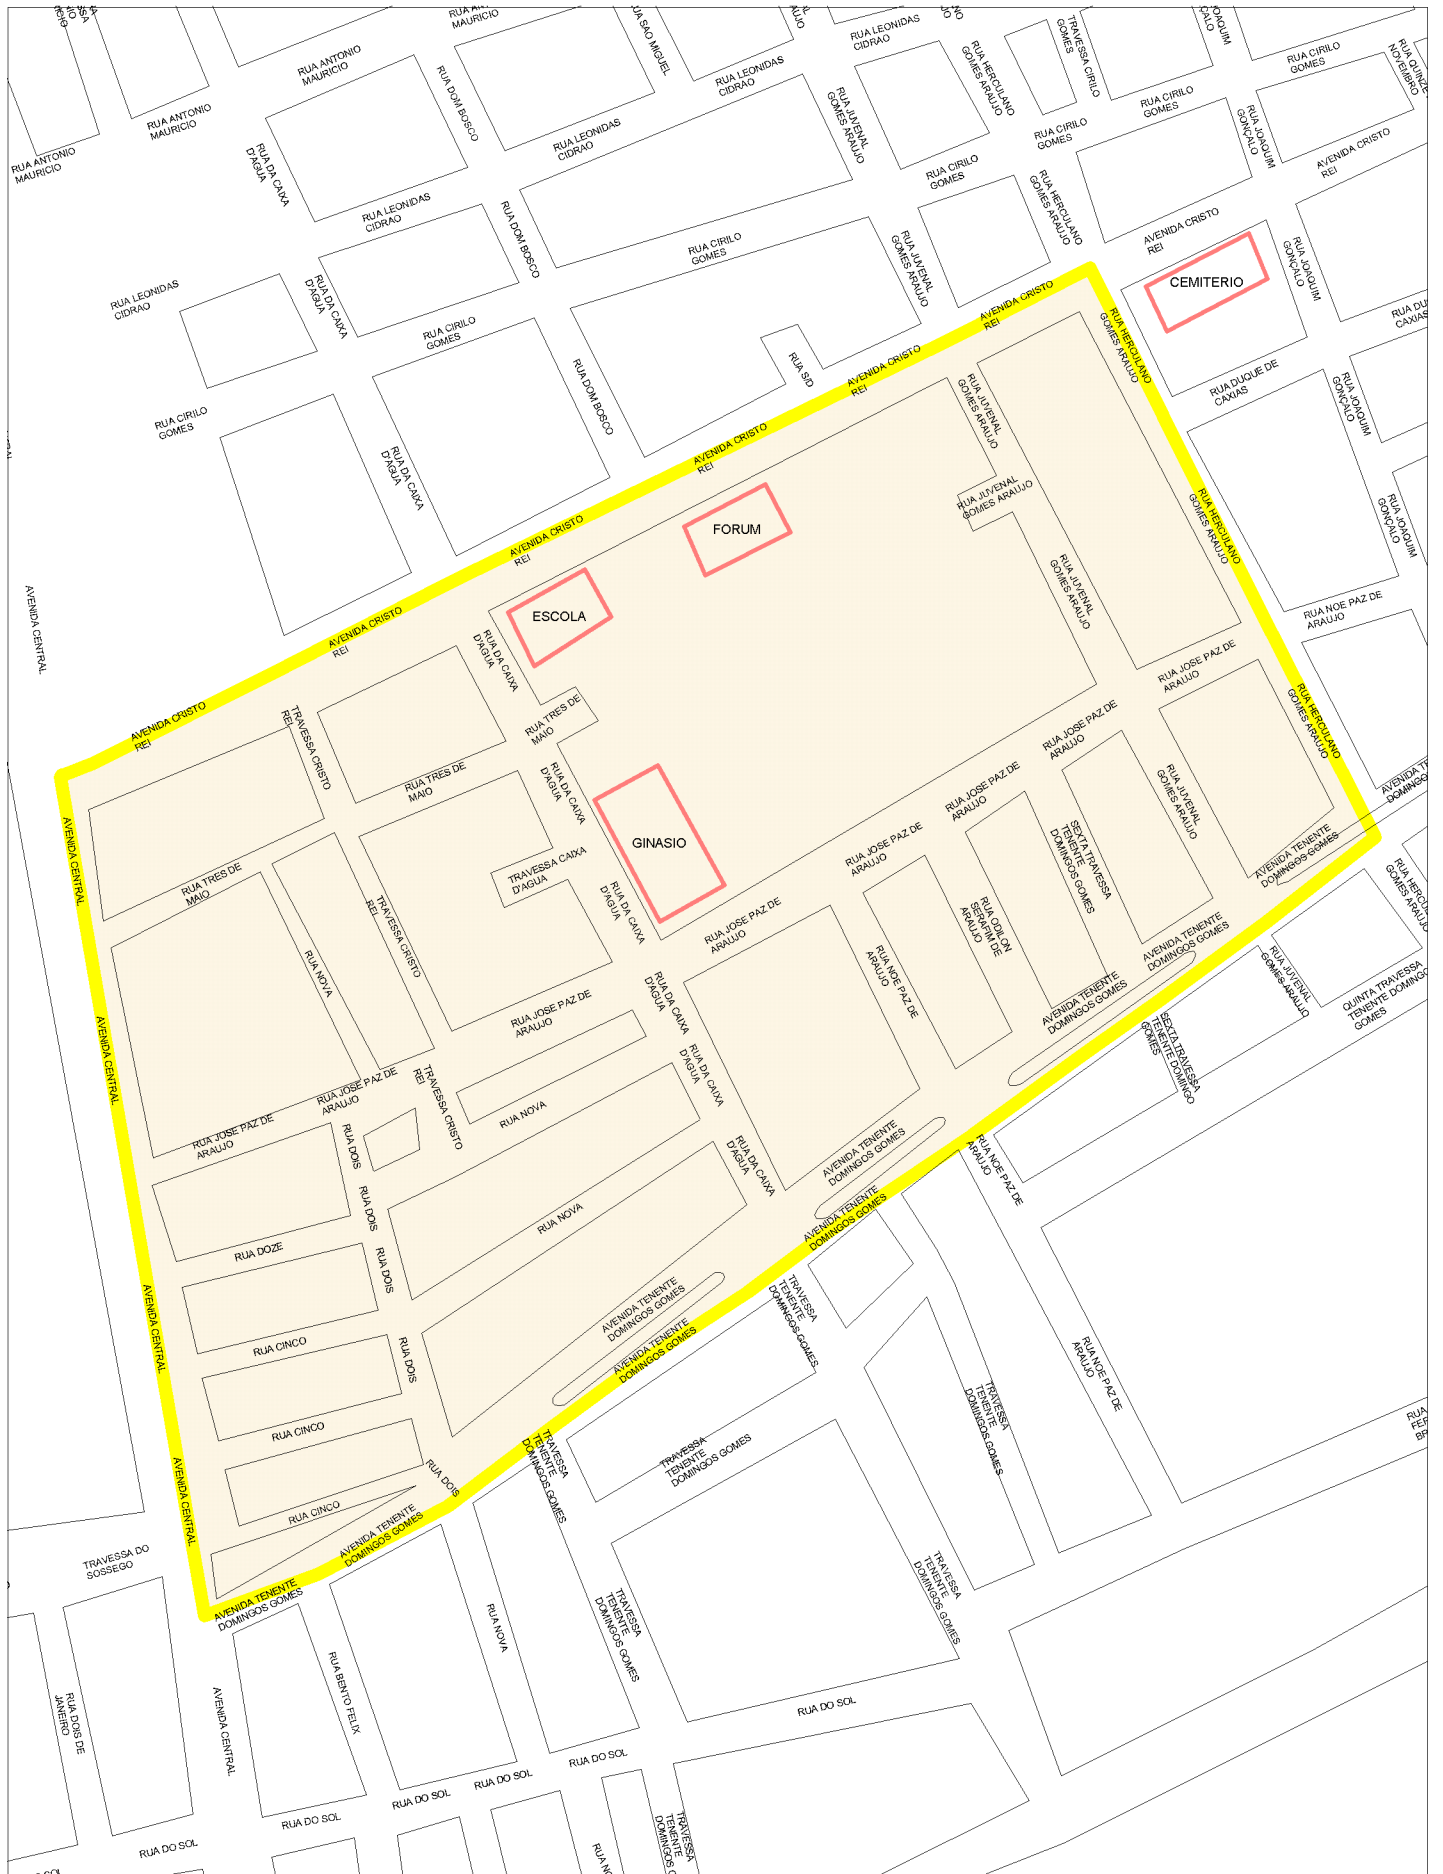 RUA ANTONIO
MAURICIO
RUA ANTONIO
MAURICIO
RUA ANTONIO
MAURICIO
MAURICIO
RUA DOM BOSCO
RUA LEONIDAS
CIDRAO
RUA LEONIDAS
CIDRAO
RUA LEONIDAS
CIDRAO
RUA JUVENAL
GOMES ARAUJO
RUA HERCULANO
GOMES ARAUJO
TRAVESSA CIRILO
GOMES
RUA CIRILO
GOMES
RUA CIRILO
GOMES
RUA CIRILO
GOMES
RUA CIRILO
GOMES
RUA JOAQUIM
GONÇALO
AVENIDA CRISTO
REI
RUA DA CAIXA
D'AGUA
RUA LEONIDAS
CIDRAO
RUA DOM BOSCO
RUA CIRILO
GOMES
RUA JUVENAL
GOMES ARAUJO
RUA HERCULANO
GOMES ARAUJO
AVENIDA CRISTO
REI
CEMITERIO
RUA JOAQUIM
GONÇALO
RUA LEONIDAS
CIDRAO
RUA DA CAIXA
D'AGUA
RUA CIRILO
GOMES
RUA DOM BOSCO
RUA S/D
AVENIDA CRISTO
REI
AVENIDA CRISTO
REI
RUA HERCULANO
GOMES ARAUJO
RUA DUQUE DE
CAXIAS
RUA JOAQUIM
GONÇALO
RUA CIRILO
GOMES
RUA DA CAIXA
D'AGUA
AVENIDA CRISTO
REI
RUA JUVENAL
GOMES ARAUJO
RUA JUVENAL
GOMES ARAUJO
RUA HERCULANO
GOMES ARAUJO
RUA JOAQUIM
GONÇALO
AVENIDA CRISTO
REI
FORUM
ESCOLA
RUA JUVENAL
GOMES ARAUJO
RUA NOE PAZ DE
ARAUJO
AVENIDA CENTRAL
AVENIDA CRISTO
REI
RUA DA CAIXA
D'AGUA
RUA JOSE PAZ DE
ARAUJO
RUA HERCULANO
GOMES ARAUJO
AVENIDA CRISTO
REI
TRAVESSA CRISTO
REI
RUA TRES DE
MAIO
RUA TRES DE
MAIO
RUA DA CAIXA
D'AGUA
RUA JOSE PAZ DE
ARAUJO
RUA JOSE PAZ DE
ARAUJO
RUA JUVENAL
GOMES ARAUJO
GINASIO
AVENIDA CENTRAL
RUA TRES DE
MAIO
TRAVESSA CAIXA
D'AGUA
RUA JOSE PAZ DE
ARAUJO
SEXTA TRAVESSA
TENENTE
DOMINGOS GOMES
AVENIDA TENENTE
DOMINGOS GOMES
RUA NOVA
TRAVESSA CRISTO
REI
RUA DA CAIXA
D'AGUA
RUA JOSE PAZ DE
ARAUJO
RUA NOE PAZ DE
ARAUJO
RUA ODILON
SERAFIM DE
ARAUJO
AVENIDA TENENTE
DOMINGOS GOMES
AVENIDA TENENTE
DOMINGOS GOMES
RUA JUVENAL
GOMES ARAUJO
QUINTA TRAVESSA
TENENTE DOMINGO
GOMES
SEXTA TRAVESSA
TENENTE DOMINGO
GOMES
AVENIDA CENTRAL
RUA JOSE PAZ DE
ARAUJO
RUA DA CAIXA
D'AGUA
RUA DA CAIXA
D'AGUA
RUA JOSE PAZ DE
ARAUJO
RUA JOSE PAZ DE
ARAUJO
TRAVESSA CRISTO
REI
RUA NOVA
RUA DOIS
RUA DOIS
RUA DA CAIXA
D'AGUA
AVENIDA TENENTE
DOMINGOS GOMES
RUA NOE PAZ DE
ARAUJO
RUA NOVA
AVENIDA TENENTE
DOMINGOS GOMES
RUA DOZE
RUA DOIS
AVENIDA CENTRAL
AVENIDA TENENTE
DOMINGOS GOMES
AVENIDA TENENTE
DOMINGOS GOMES
TRAVESSA
TENENTE
DOMINGOS GOMES
RUA CINCO
RUA DOIS
TRAVESSA
TENENTE
DOMINGOS GOMES
RUA NOE PAZ DE
ARAUJO
RUA CINCO
AVENIDA CENTRAL
RUA DOIS
TRAVESSA
TENENTE
DOMINGOS GOMES
TRAVESSA
TENENTE
DOMINGOS GOMES
RUA CINCO
AVENIDA TENENTE
DOMINGOS GOMES
TRAVESSA DO
SOSSEGO
AVENIDA TENENTE
DOMINGOS GOMES
RUA NOVA
TRAVESSA
TENENTE
DOMINGOS GOMES
TRAVESSA
TENENTE
DOMINGOS GOMES
RUA DOIS DE
JANEIRO
AVENIDA CENTRAL
RUA BENTO FELIX
RUA DO SOL
RUA DO SOL
RUA DO SOL
RUA DO SOL
RUA DO SOL
RUA DO SOL
TRAVESSA
TENENTE